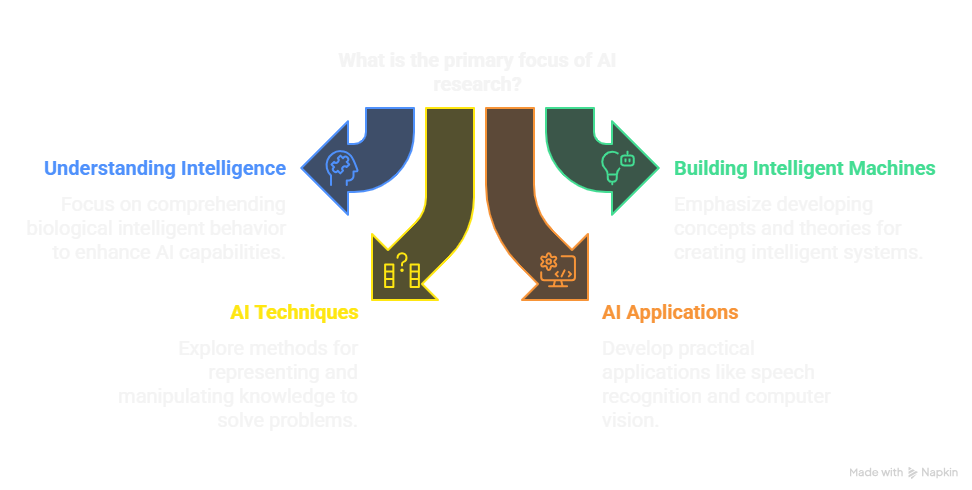 What is the primary focus of AI
research?
Understanding Intelligence
Focus on comprehending
biological intelligent behavior
to enhance AI capabilities.
Building Intelligent Machines
Emphasize developing
concepts and theories for
creating intelligent systems.
AI Techniques
Explore methods for
representing and
manipulating knowledge to
solve problems.
AI Applications
Develop practical
applications like speech
recognition and computer
vision.
Made with Napkin